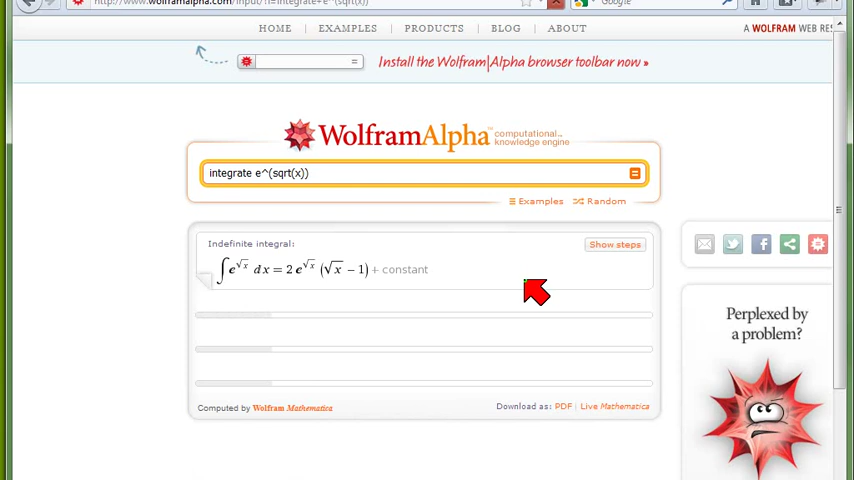 http://www.wolframalpha.com/input/?i=integrate+e^(sqrt(x))
Google
HOME EXAMPLES PRODUCTS BLOG ABOUT A WOLFRAM WEB RES
= Install the Wolfram|Alpha browser toolbar now »
WolframAlpha™ computational™ knowledge engine
integrate e^(sqrt(x)) =
Examples Random
Indefinite integral: Show steps
∫ e^√x dx = 2 e^√x (√x − 1) + constant
Perplexed by
a problem?
Computed by Wolfram Mathematica Download as: PDF | Live Mathematica